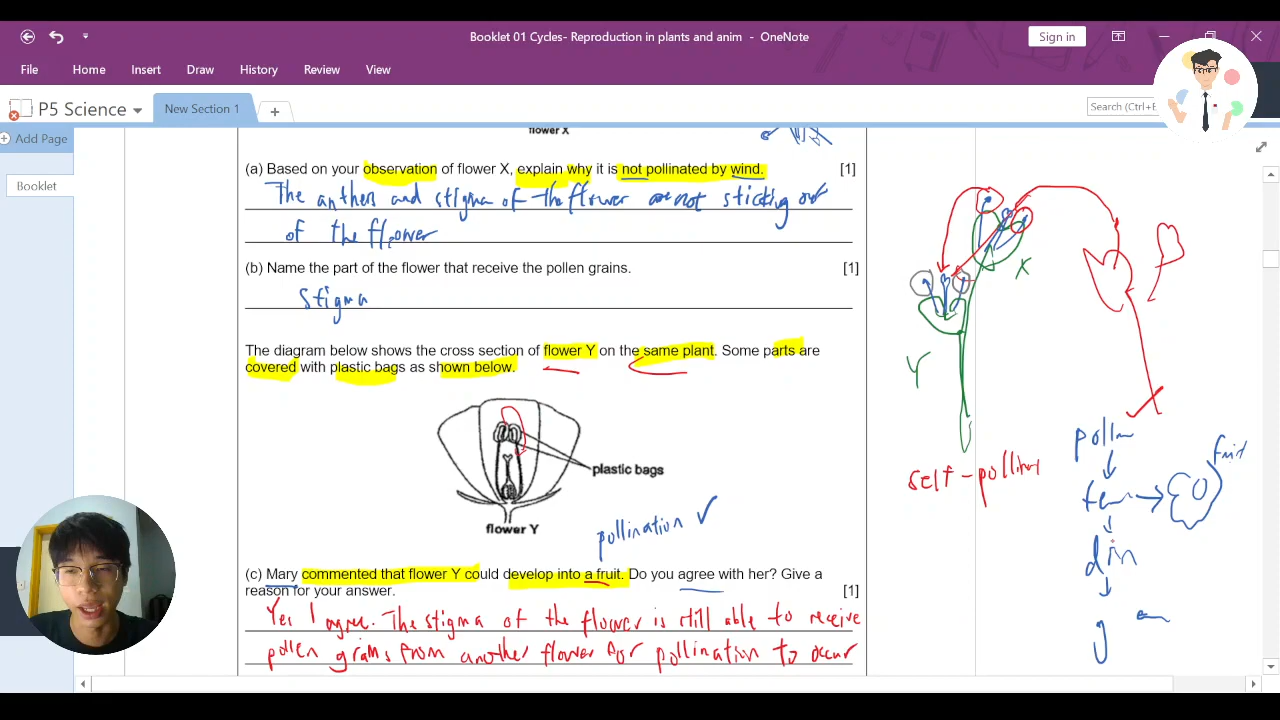 Booklet 01 Cycles- Reproduction in plants and anim - OneNote
Sign in
File Home Insert Draw History Review View
P5 Science
New Section 1
+
Search (Ctrl+E
+ Add Page
Booklet
flower X
(a) Based on your observation of flower X, explain why it is not pollinated by wind. [1]
The anthers and stigma of the flower are not sticking out
of the flower
(b) Name the part of the flower that receive the pollen grains. [1]
stigma
The diagram below shows the cross section of flower Y on the same plant. Some parts are
covered with plastic bags as shown below.
plastic bags
flower Y
pollination ✓
(c) Mary commented that flower Y could develop into a fruit. Do you agree with her? Give a
reason for your answer. [1]
Yes I agree. The stigma of the flower is still able to receive
pollen grains from another flower for pollination to occur
X
Y
self-pollinat
polln
fer
fruit
din
g